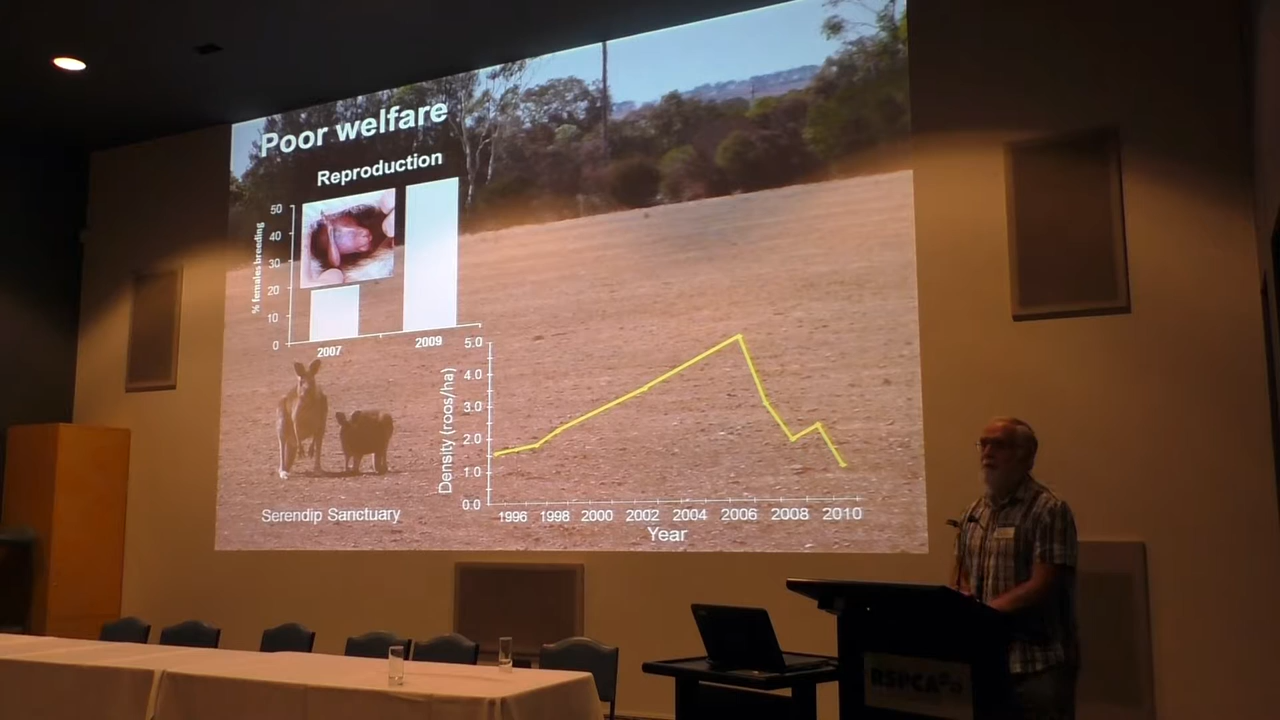 Poor welfare
Reproduction
% females breeding
50
40
30
20
10
0
2007
2009
Density (roos/ha)
5.0
4.0
3.0
2.0
1.0
0.0
1996 1998 2000 2002 2004 2006 2008 2010
Year
Serendip Sanctuary
RSPCA